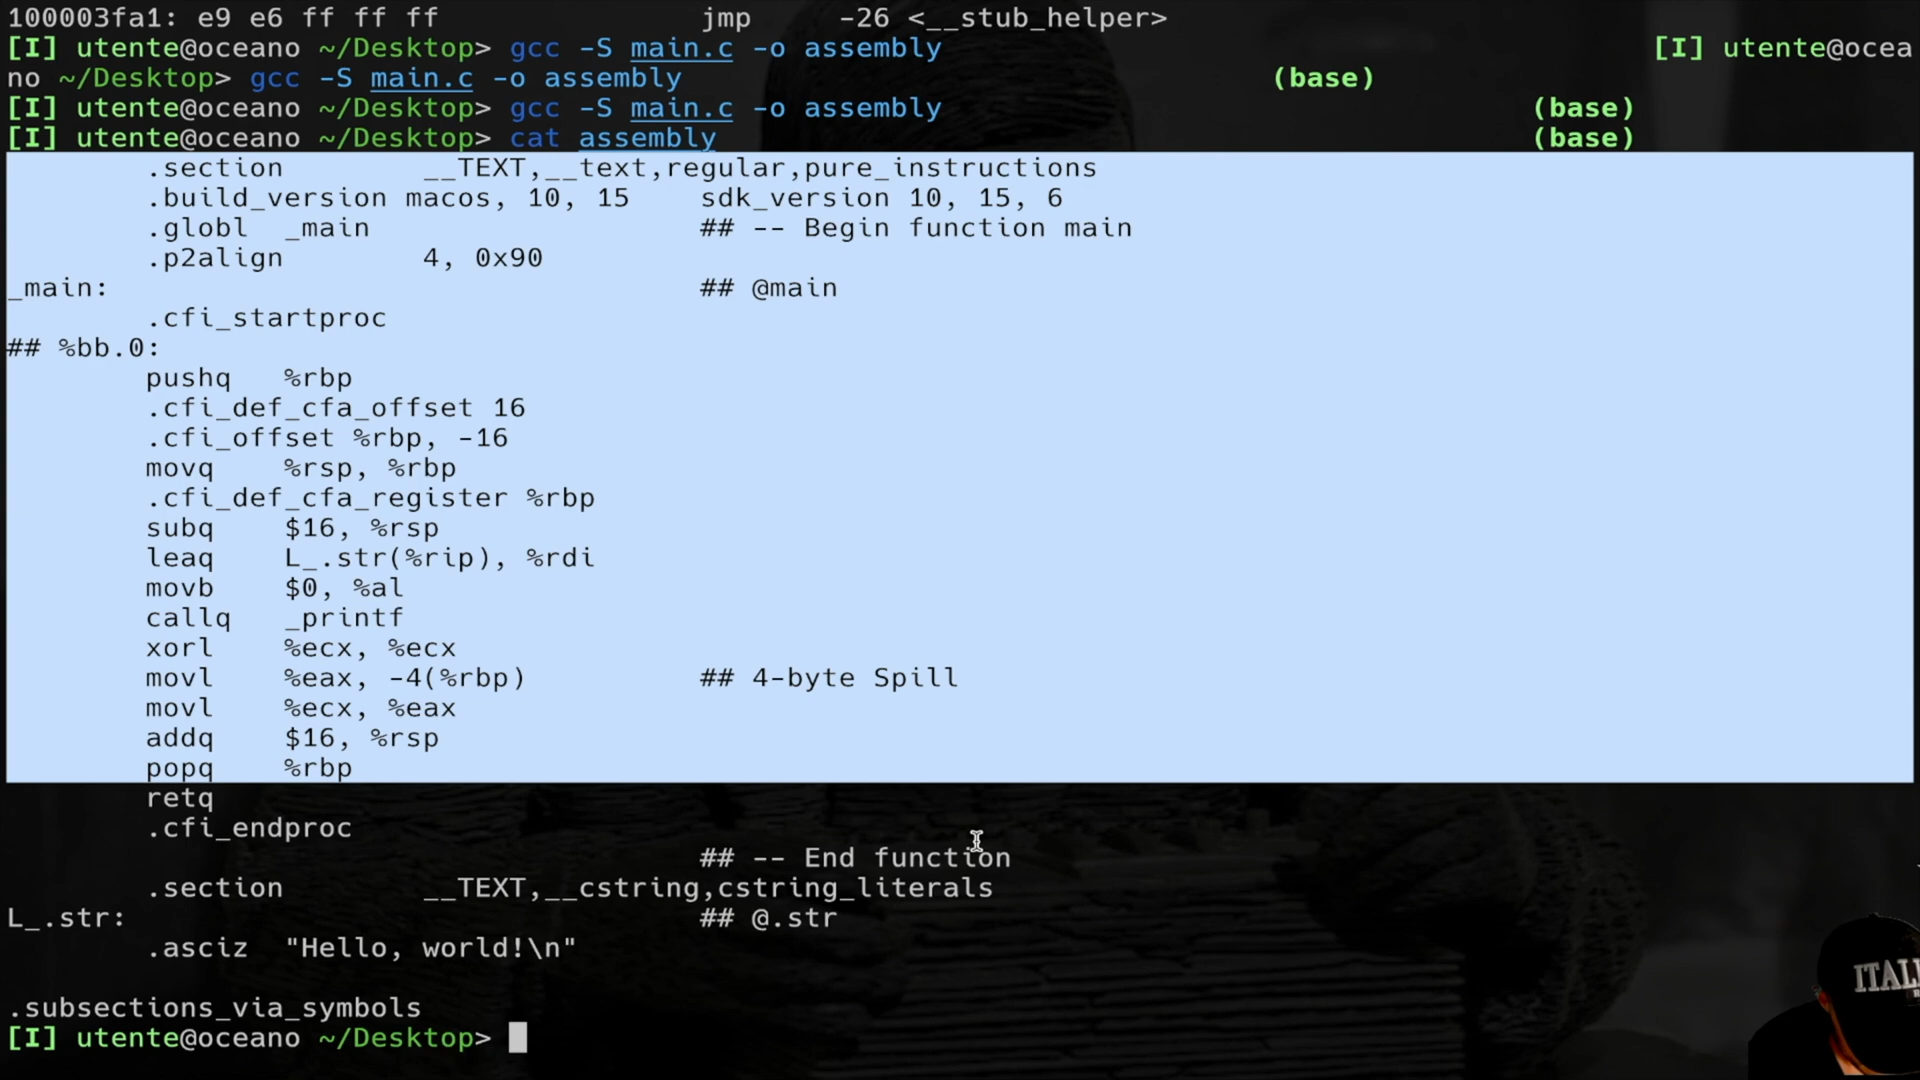 100003fa1: e9 e6 ff ff ff jmp -26 <__stub_helper>
[I] utente@oceano ~/Desktop> gcc -S main.c -o assembly [I] utente@ocea
no ~/Desktop> gcc -S main.c -o assembly (base)
[I] utente@oceano ~/Desktop> gcc -S main.c -o assembly (base)
[I] utente@oceano ~/Desktop> cat assembly (base)
.section __TEXT,__text,regular,pure_instructions
.build_version macos, 10, 15 sdk_version 10, 15, 6
.globl _main ## -- Begin function main
.p2align 4, 0x90
_main: ## @main
.cfi_startproc
## %bb.0:
pushq %rbp
.cfi_def_cfa_offset 16
.cfi_offset %rbp, -16
movq %rsp, %rbp
.cfi_def_cfa_register %rbp
subq $16, %rsp
leaq L_.str(%rip), %rdi
movb $0, %al
callq _printf
xorl %ecx, %ecx
movl %eax, -4(%rbp) ## 4-byte Spill
movl %ecx, %eax
addq $16, %rsp
popq %rbp
retq
.cfi_endproc
## -- End function
.section __TEXT,__cstring,cstring_literals
L_.str: ## @.str
.asciz "Hello, world!\n"
.subsections_via_symbols
[I] utente@oceano ~/Desktop>